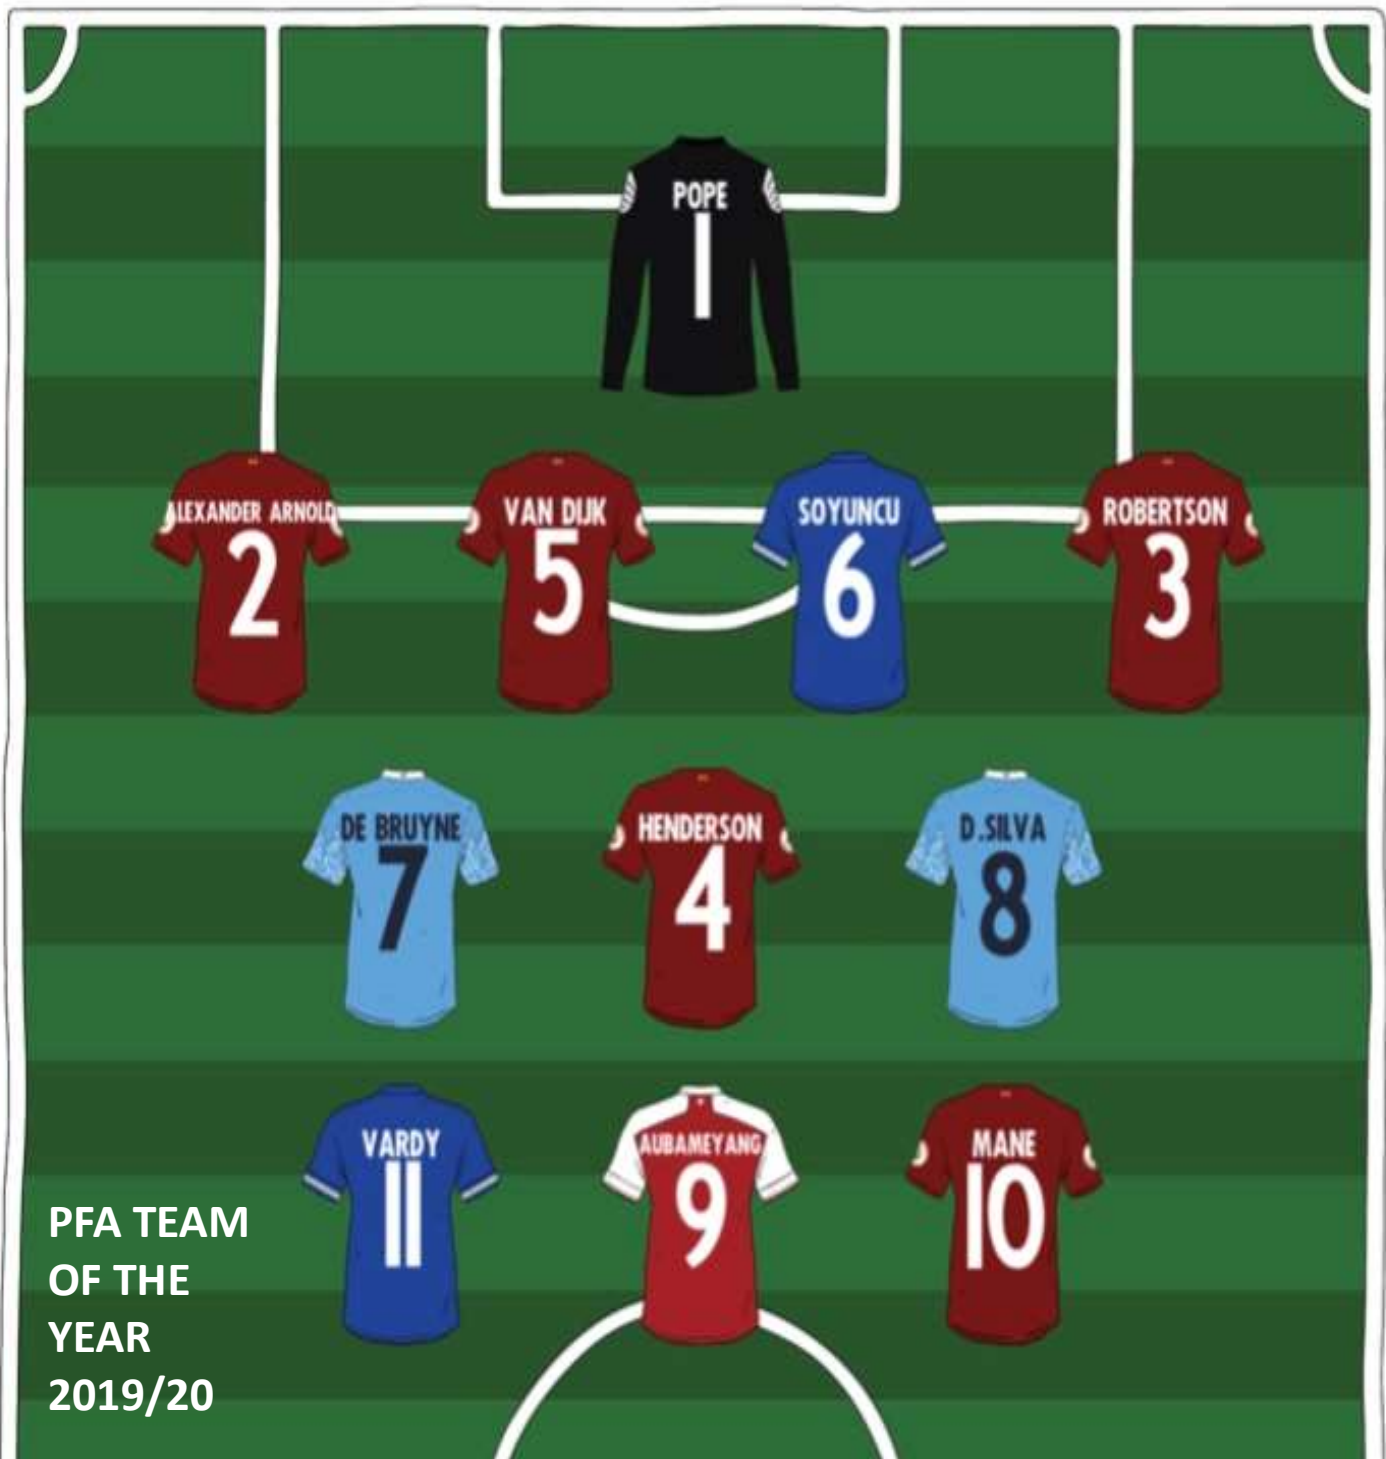 POPE
1
ALEXANDER ARNOLD
2
VAN DIJK
5
SOYUNCU
6
ROBERTSON
3
DE BRUYNE
7
HENDERSON
4
D.SILVA
8
VARDY
11
AUBAMEYANG
9
MANE
10
PFA TEAM
OF THE
YEAR
2019/20